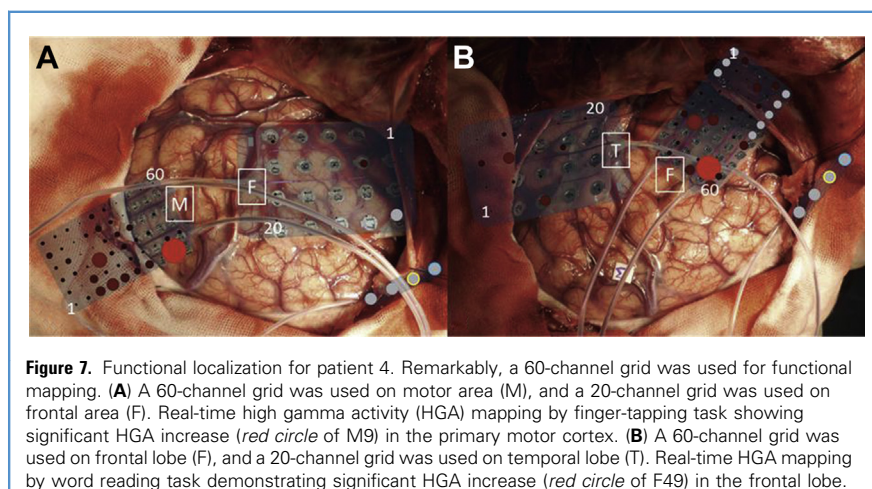 A
B
1
20
1
60
T
M
F
F
60
20
1
1
Figure 7. Functional localization for patient 4. Remarkably, a 60-channel grid was used for functional
mapping. (A) A 60-channel grid was used on motor area (M), and a 20-channel grid was used on
frontal area (F). Real-time high gamma activity (HGA) mapping by finger-tapping task showing
significant HGA increase (red circle of M9) in the primary motor cortex. (B) A 60-channel grid was
used on frontal lobe (F), and a 20-channel grid was used on temporal lobe (T). Real-time HGA mapping
by word reading task demonstrating significant HGA increase (red circle of F49) in the frontal lobe.